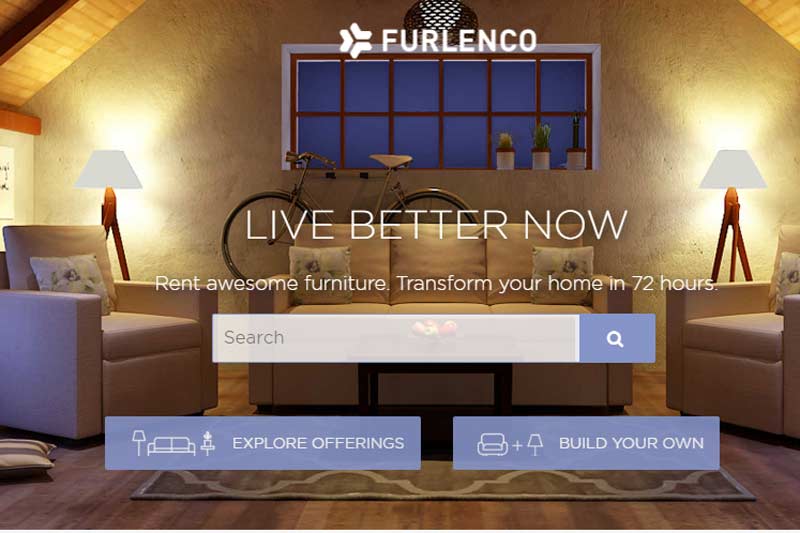 FURLENCO
LIVE BETTER NOW
Rent awesome furniture. Transform your home in 72 hours.
Search
EXPLORE OFFERINGS
BUILD YOUR OWN